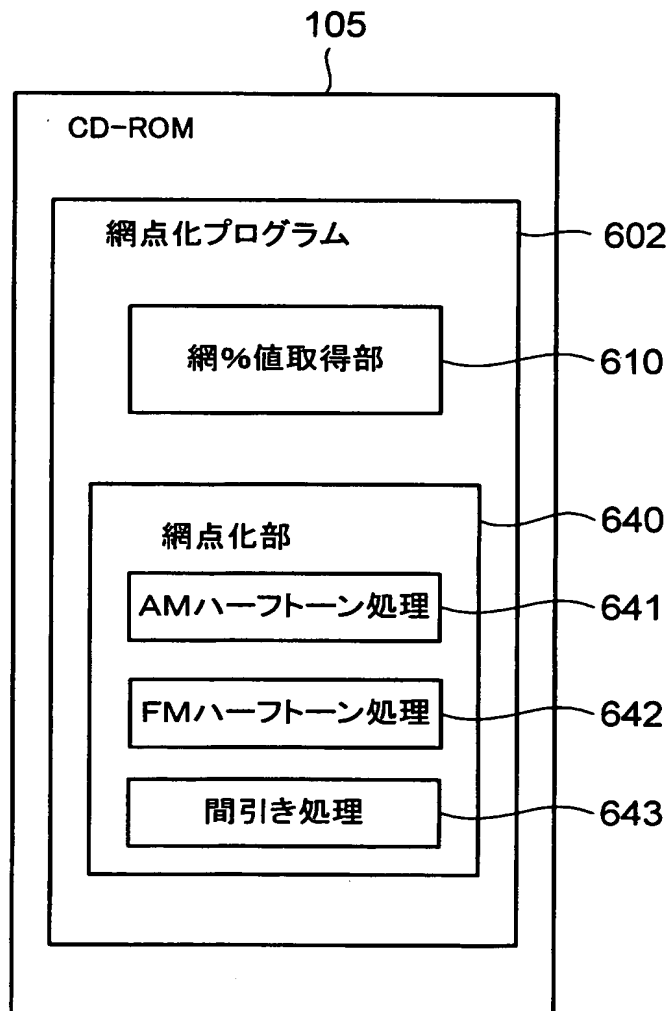 105
CD-ROM
網点化プログラム
602
網%値取得部
610
網点化部
640
AMハーフトーン処理
641
FMハーフトーン処理
642
間引き処理
643